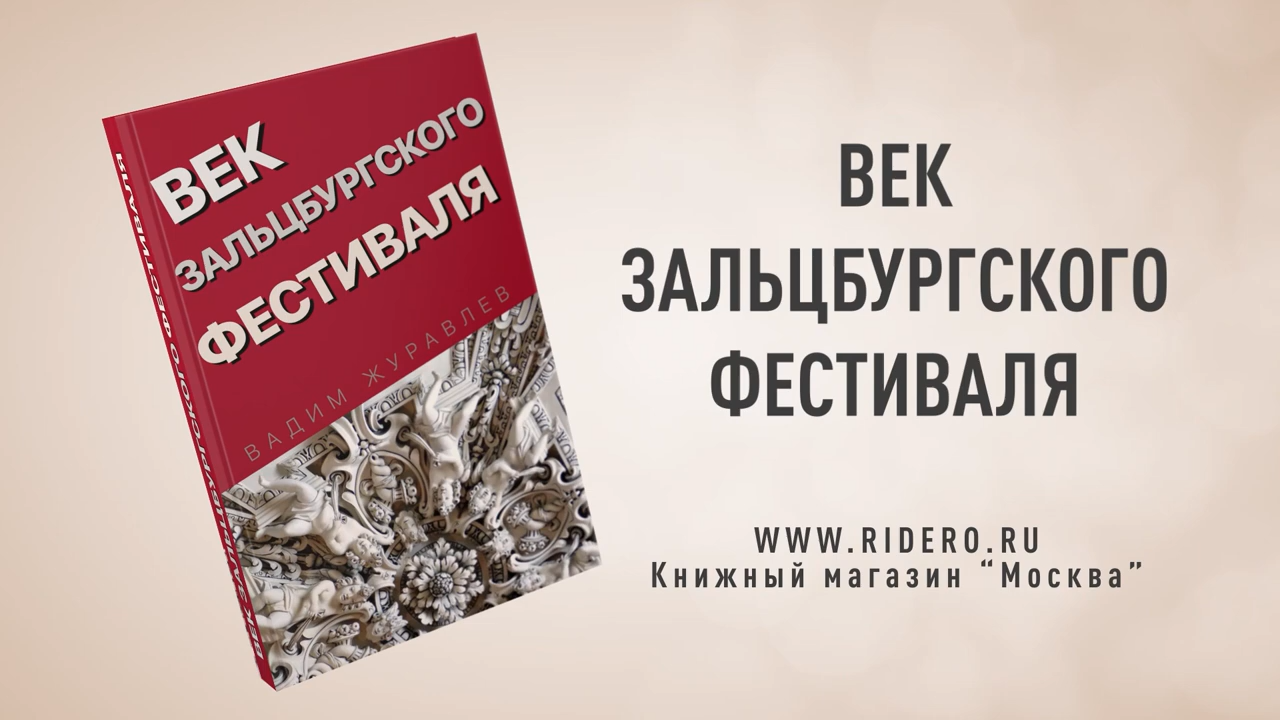 ВЕК
ЗАЛЬЦБУРГСКОГО
ФЕСТИВАЛЯ
ВАДИМ ЖУРАВЛЕВ
ВЕК ЗАЛЬЦБУРГСКОГО ФЕСТИВАЛЯ
ВЕК
ЗАЛЬЦБУРГСКОГО
ФЕСТИВАЛЯ
WWW.RIDERO.RU
Книжный магазин “Москва”